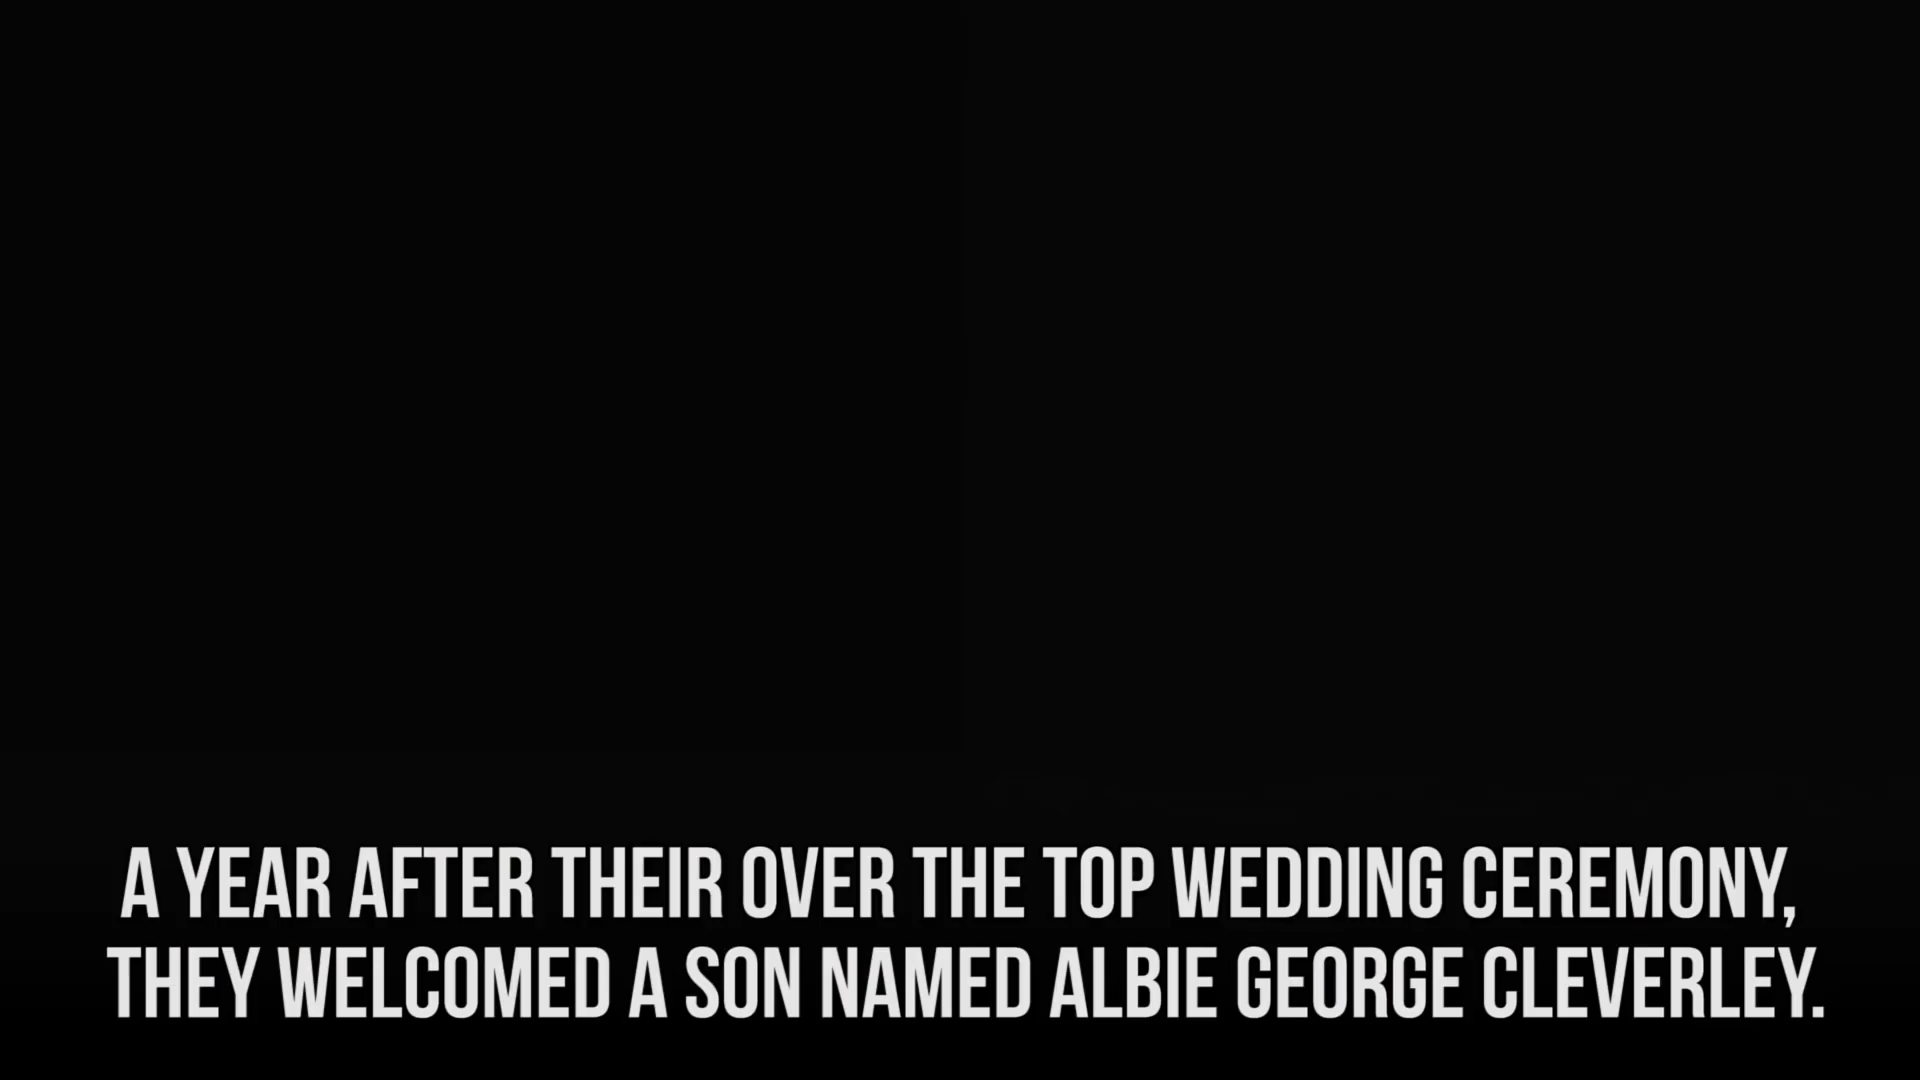 A YEAR AFTER THEIR OVER THE TOP WEDDING CEREMONY,
THEY WELCOMED A SON NAMED ALBIE GEORGE CLEVERLEY.